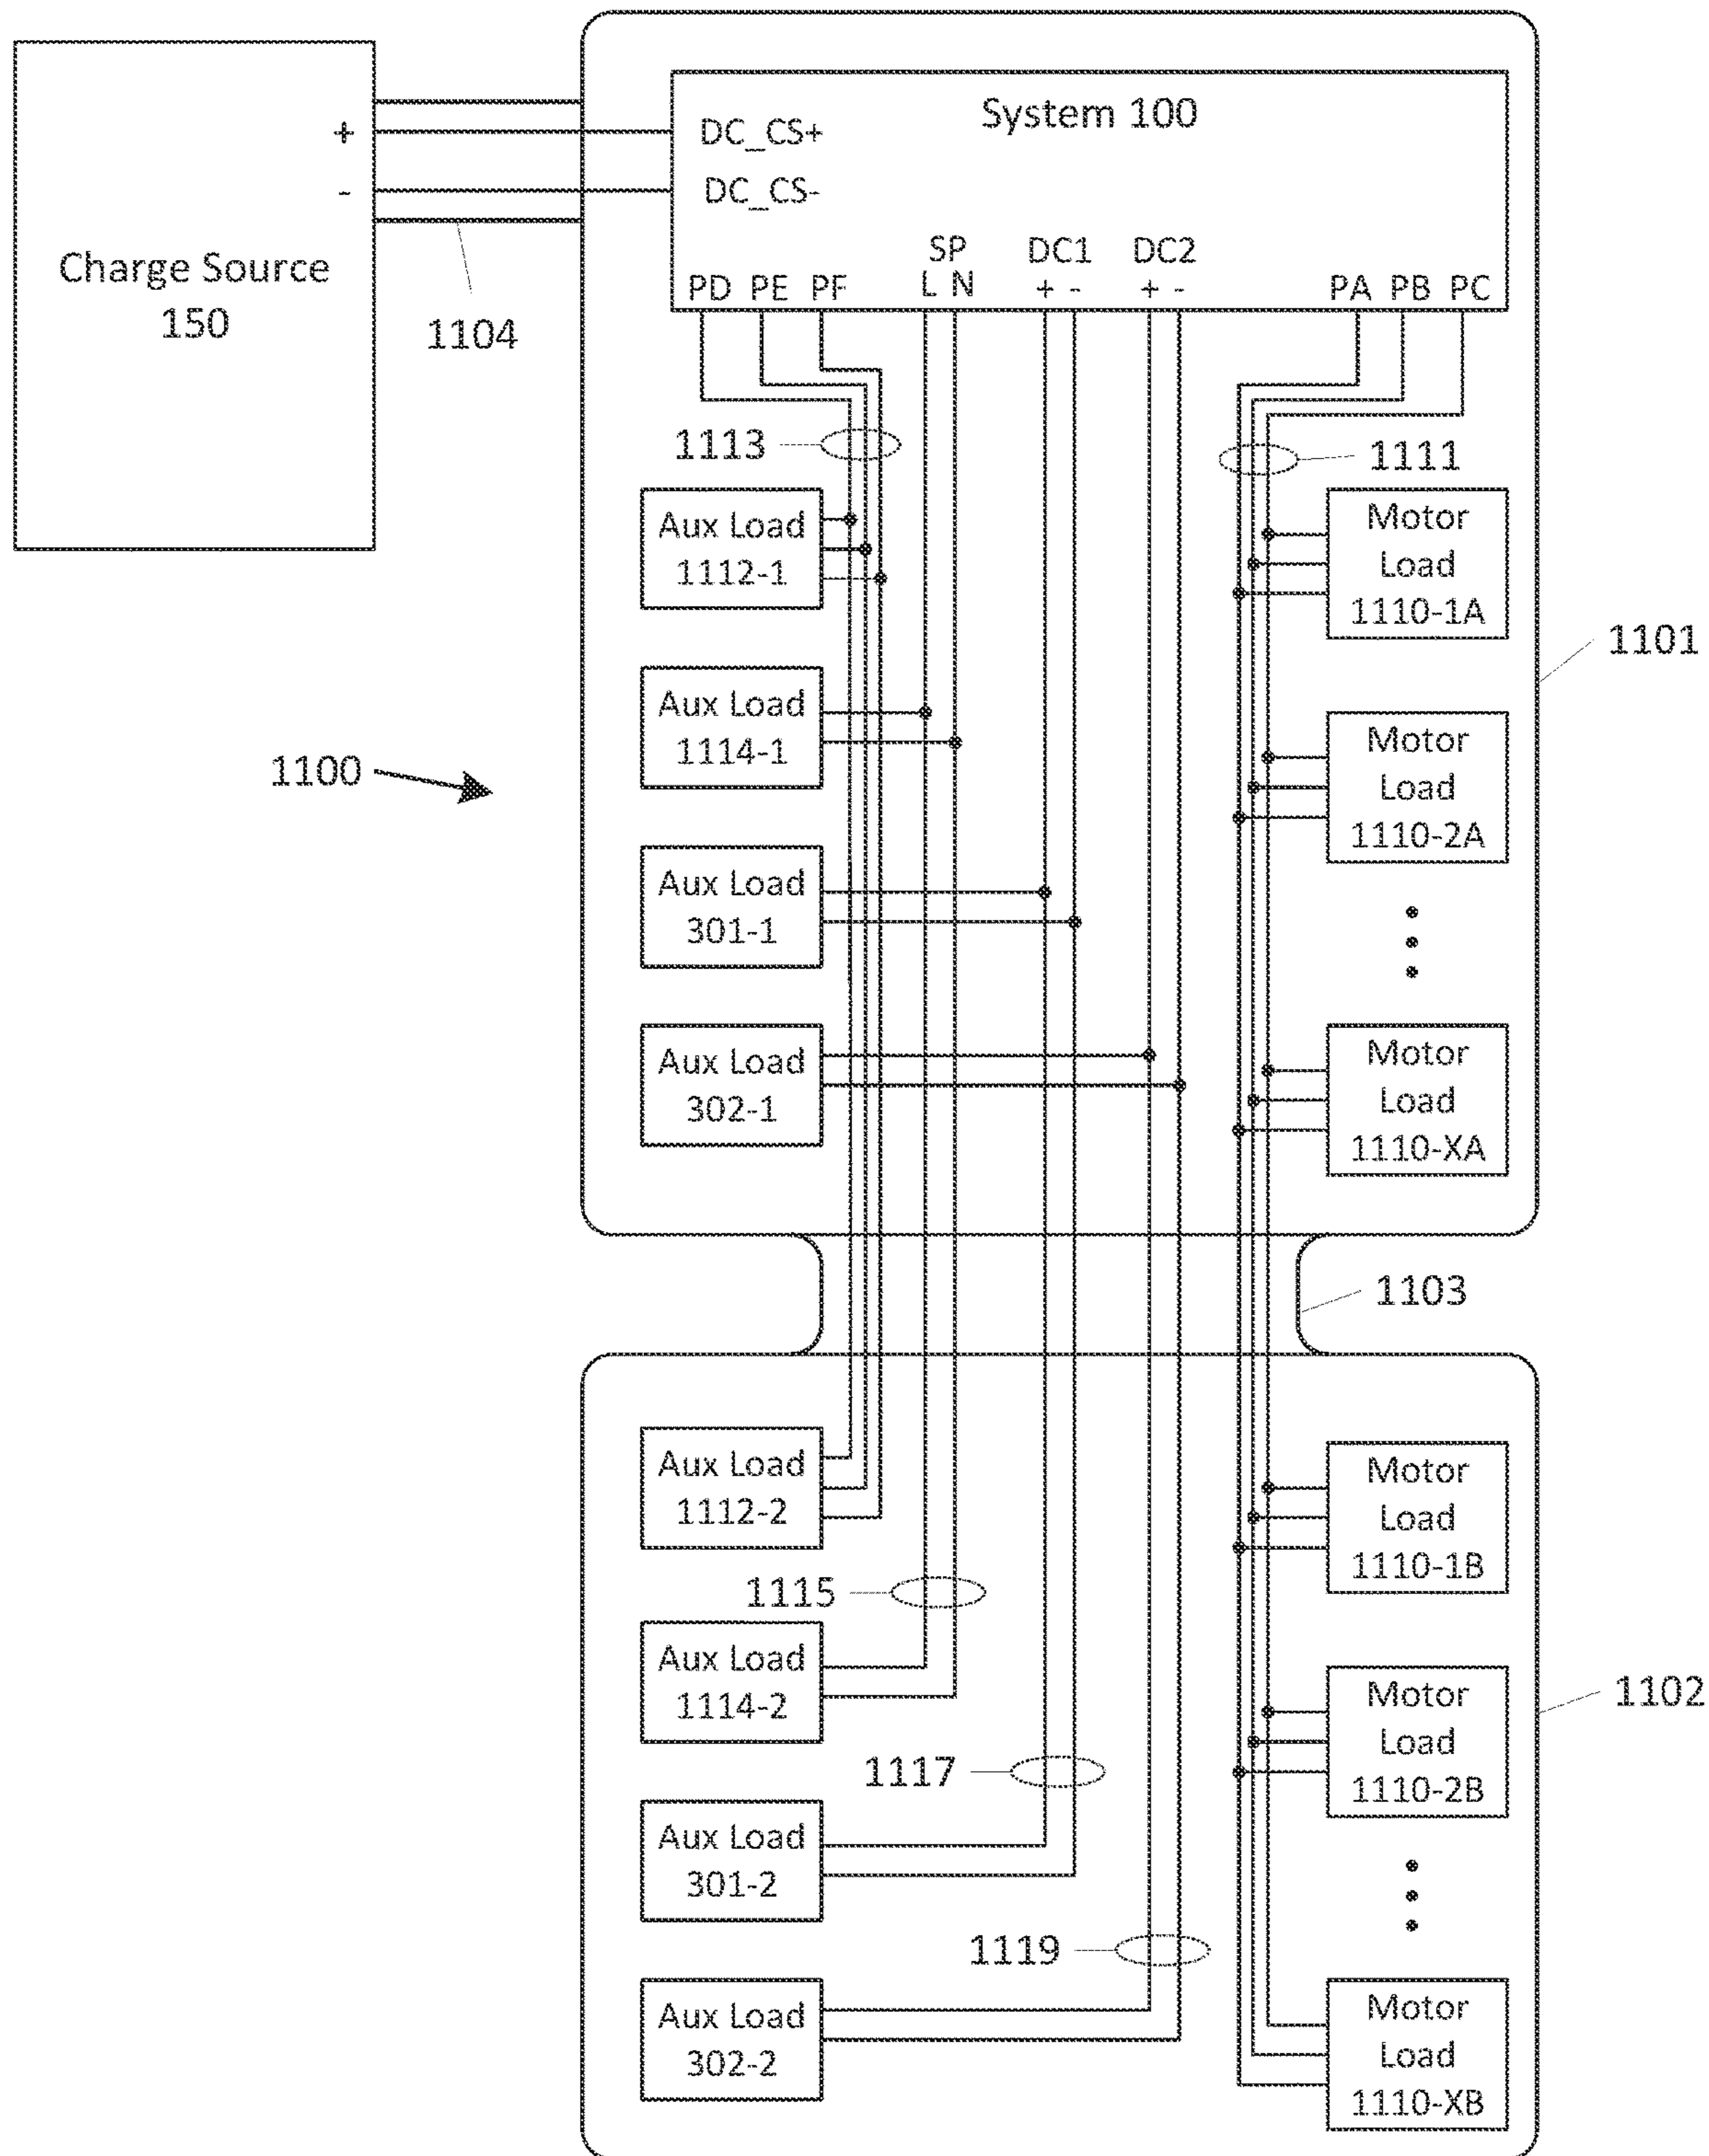 System 100
DC_CS+
DC_CS-
+
-
Charge Source
150
1104
SP
DC1
DC2
PD PE PF
L N
+ -
+ -
PA PB PC
1113
1111
Aux Load
1112-1
Motor
Load
1110-1A
1101
Aux Load
1114-1
1100
Motor
Load
1110-2A
Aux Load
301-1
Aux Load
302-1
Motor
Load
1110-XA
1103
Aux Load
1112-2
Motor
Load
1110-1B
1115
Aux Load
1114-2
Motor
Load
1110-2B
1102
1117
Aux Load
301-2
1119
Aux Load
302-2
Motor
Load
1110-XB